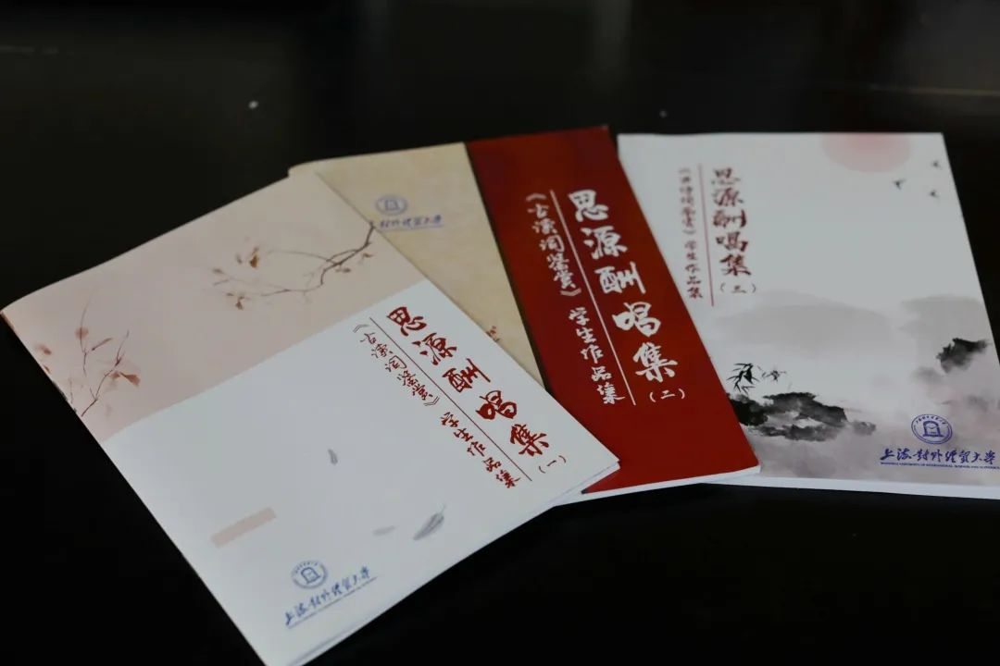 思源酬唱集(一)
《古诗词鉴赏》学生作品集
上海对外经贸大学
思源酬唱集(二)
《古诗词鉴赏》学生作品集
对外经贸大学
思源酬唱集(三)
《古诗词鉴赏》学生作品集
上海对外经贸大学